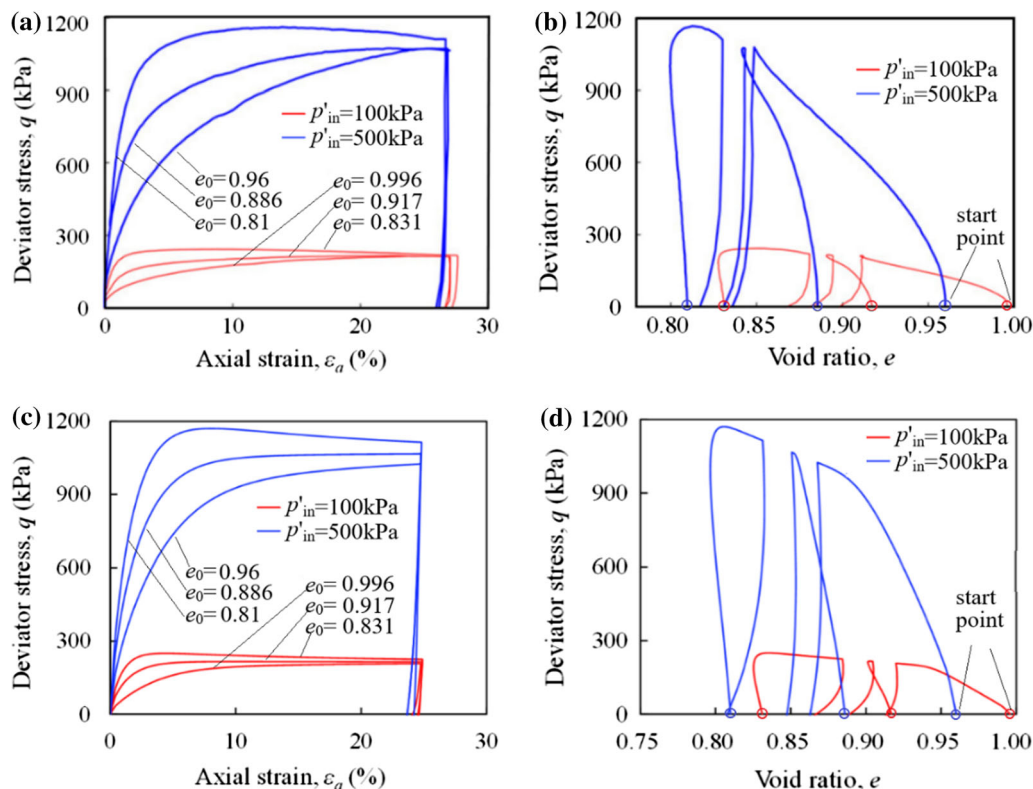 (a)
1200
900
600
300
0
Deviator stress, q (kPa)
p'in=100kPa
p'in=500kPa
e0= 0.96
e0= 0.886
e0= 0.81
e0= 0.996
e0= 0.917
e0= 0.831
0 10 20 30
Axial strain, εa (%)
(b)
1200
900
600
300
0
Deviator stress, q (kPa)
p'in=100kPa
p'in=500kPa
start
point
0.80 0.85 0.90 0.95 1.00
Void ratio, e
(c)
1200
900
600
300
0
Deviator stress, q (kPa)
p'in=100kPa
p'in=500kPa
e0= 0.96
e0= 0.886
e0= 0.81
e0= 0.996
e0= 0.917
e0= 0.831
0 10 20 30
Axial strain, εa (%)
(d)
1200
900
600
300
0
Deviator stress, q (kPa)
p'in=100kPa
p'in=500kPa
start
point
0.75 0.80 0.85 0.90 0.95 1.00
Void ratio, e